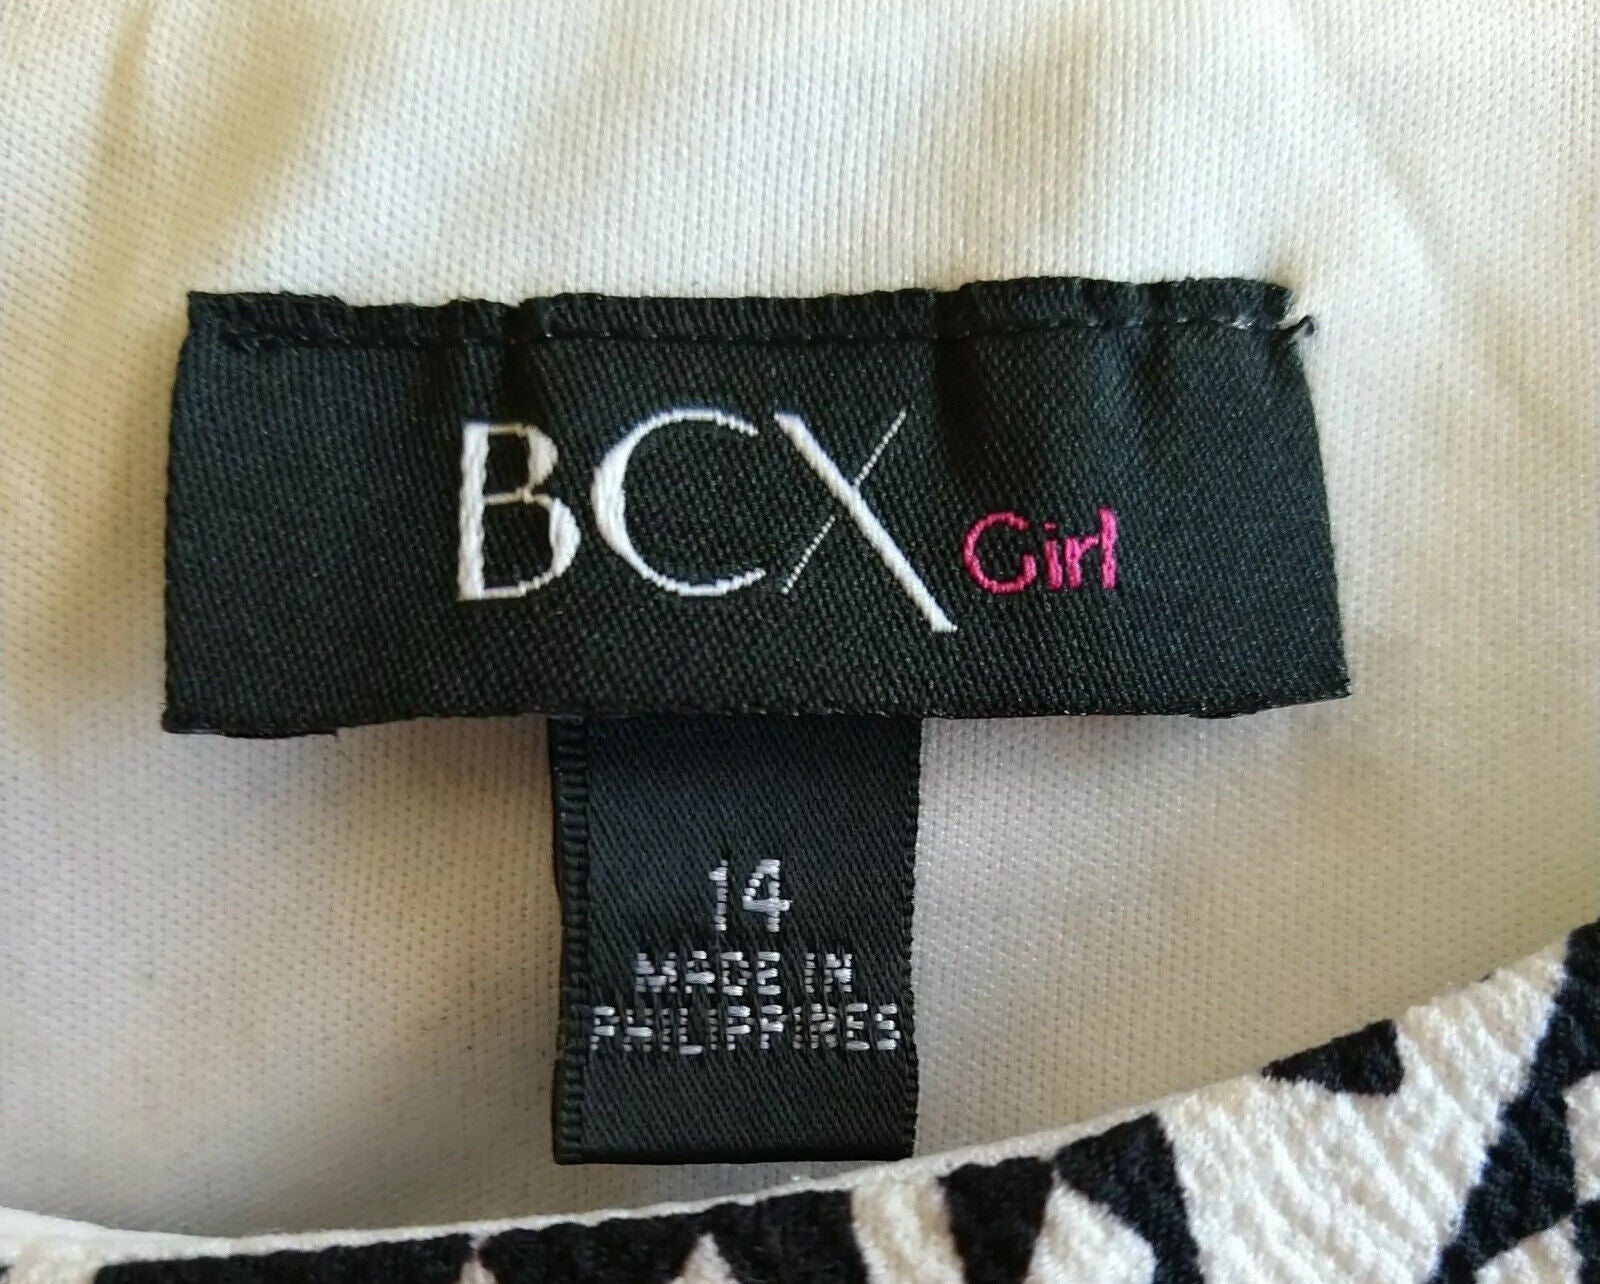 BCX Girl
14
MADE IN
PHILIPPINES